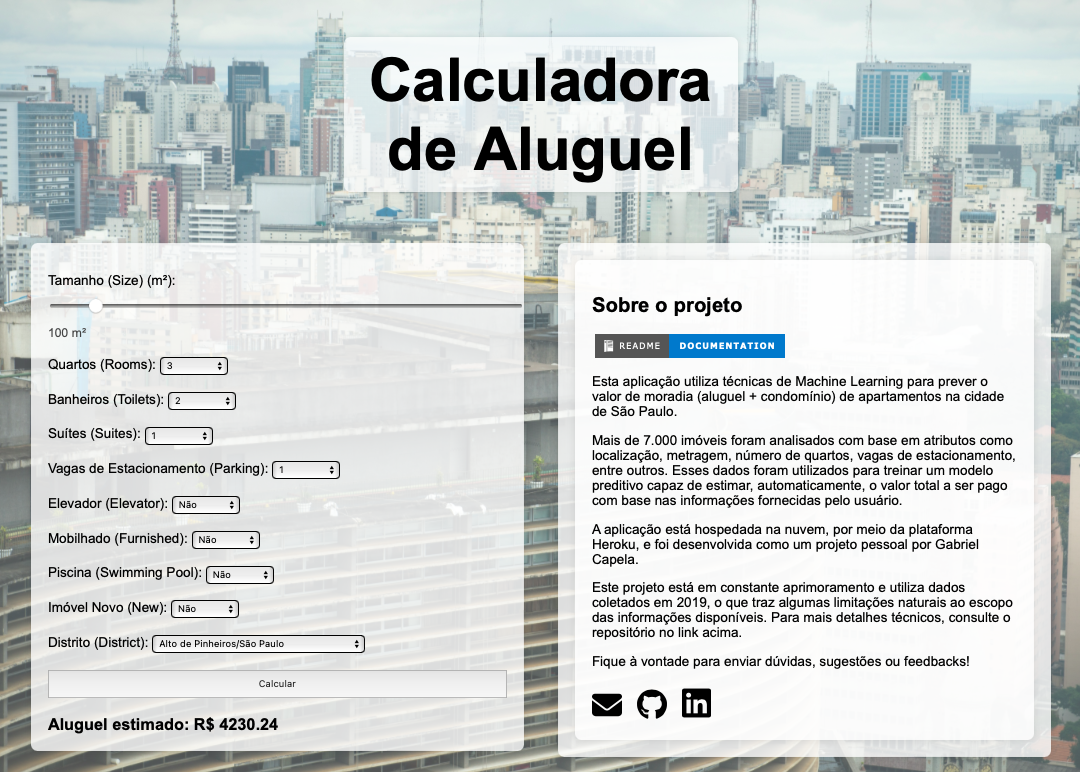 Calculadora
de Aluguel
Tamanho (Size) (m²):
100 m²
Quartos (Rooms): 3
Banheiros (Toilets): 2
Suítes (Suites): 1
Vagas de Estacionamento (Parking): 1
Elevador (Elevator): Não
Mobilhado (Furnished): Não
Piscina (Swimming Pool): Não
Imóvel Novo (New): Não
Distrito (District): Alto de Pinheiros/São Paulo
Calcular
Aluguel estimado: R$ 4230.24
Sobre o projeto
README DOCUMENTATION
Esta aplicação utiliza técnicas de Machine Learning para prever o
valor de moradia (aluguel + condomínio) de apartamentos na cidade
de São Paulo.
Mais de 7.000 imóveis foram analisados com base em atributos como
localização, metragem, número de quartos, vagas de estacionamento,
entre outros. Esses dados foram utilizados para treinar um modelo
preditivo capaz de estimar, automaticamente, o valor total a ser pago
com base nas informações fornecidas pelo usuário.
A aplicação está hospedada na nuvem, por meio da plataforma
Heroku, e foi desenvolvida como um projeto pessoal por Gabriel
Capela.
Este projeto está em constante aprimoramento e utiliza dados
coletados em 2019, o que traz algumas limitações naturais ao escopo
das informações disponíveis. Para mais detalhes técnicos, consulte o
repositório no link acima.
Fique à vontade para enviar dúvidas, sugestões ou feedbacks!
in